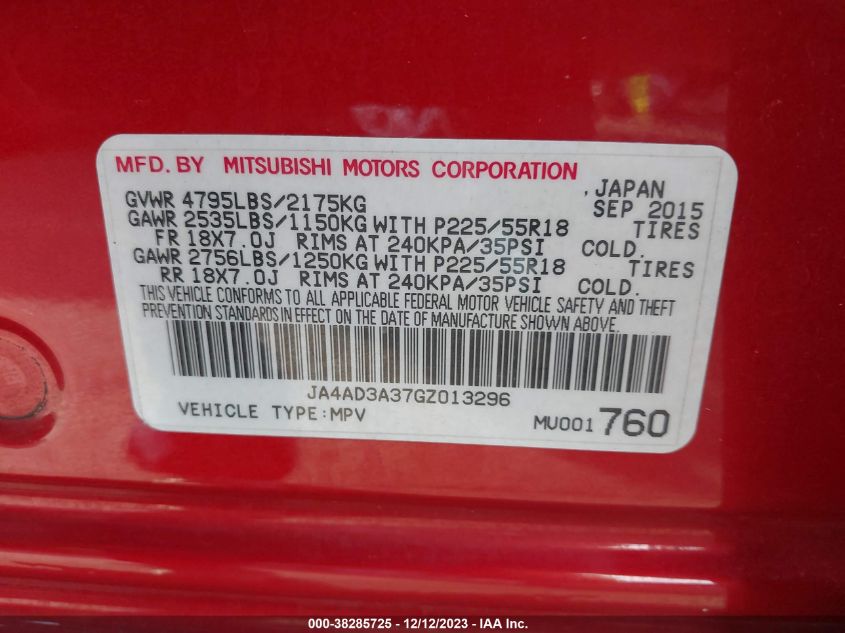 MFD. BY MITSUBISHI MOTORS CORPORATION
GVWR 4795LBS/2175KG , JAPAN
SEP 2015
GAWR 2535LBS/1150KG WITH P225/55R18 TIRES
FR 18X7.0J RIMS AT 240KPA/35PSI COLD.
GAWR 2756LBS/1250KG WITH P225/55R18 TIRES
RR 18X7.0J RIMS AT 240KPA/35PSI COLD.
THIS VEHICLE CONFORMS TO ALL APPLICABLE FEDERAL MOTOR VEHICLE SAFETY AND THEFT
PREVENTION STANDARDS IN EFFECT ON THE DATE OF MANUFACTURE SHOWN ABOVE.
JA4AD3A37GZ013296
VEHICLE TYPE:MPV MU001 760
000-38285725 - 12/12/2023 - IAA Inc.